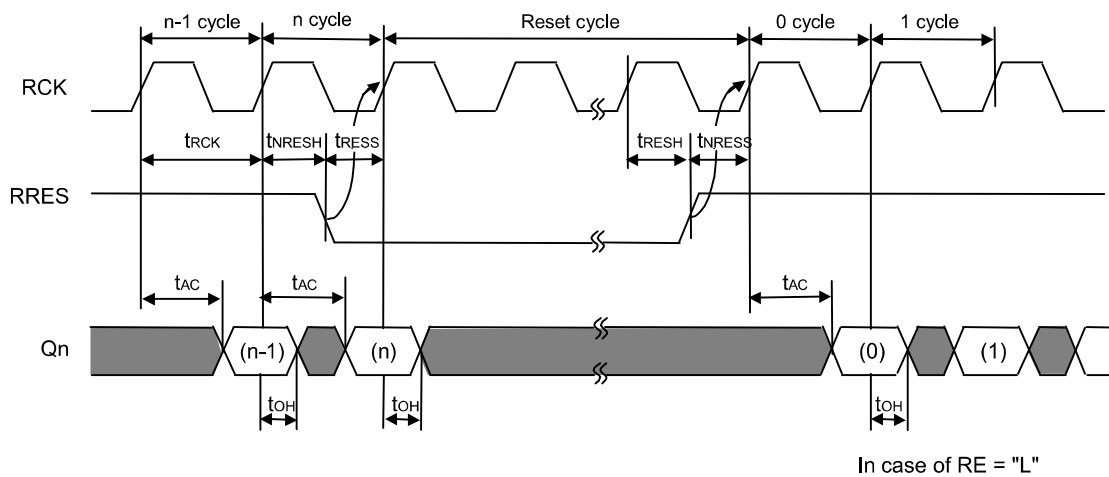 n-1 cycle n cycle Reset cycle 0 cycle 1 cycle
RCK
tRCK tNRESH tRESS tRESH tNRESS
RRES
tAC tAC tAC
Qn (n-1) (n) (0) (1)
tOH tOH tOH
In case of RE = "L"